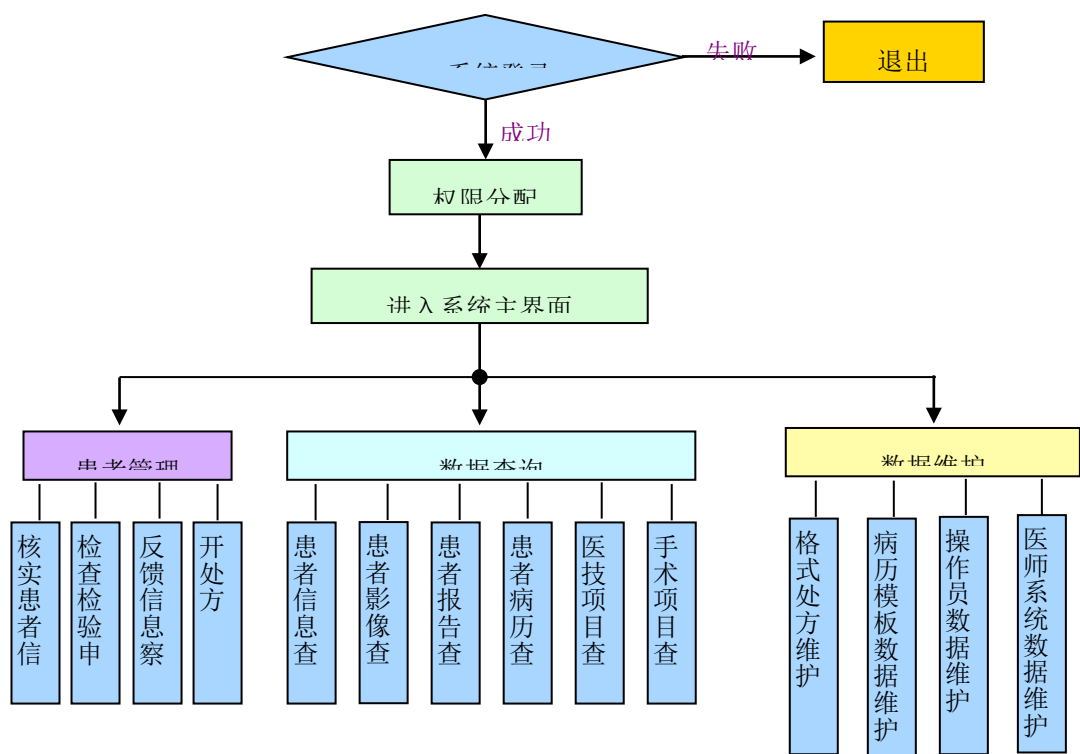 系统登录
失败
退出
成功
权限分配
进入系统主界面
患者管理
数据查询
数据维护
核实患者信
检查检验申
反馈信息察
开处方
患者信息查
患者影像查
患者报告查
患者病历查
医技项目查
手术项目查
格式处方维护
病历模板数据维护
操作员数据维护
医师系统数据维护